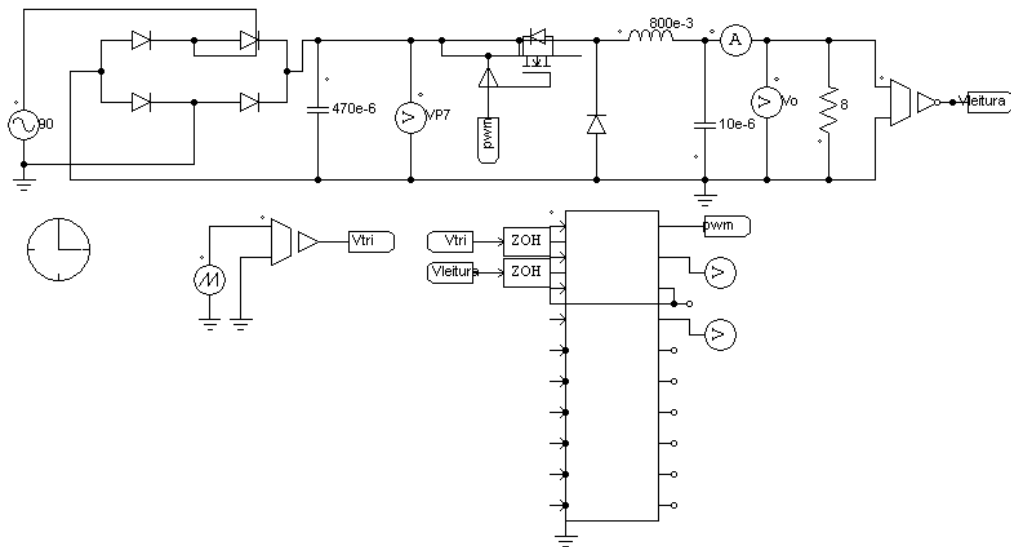 800e-3
A
90
470e-6
V
VP7
pwm
10e-6
V
Vo
8
Vleitura
Vtri
Vtri
ZOH
Vleitura
ZOH
pwm
V
V